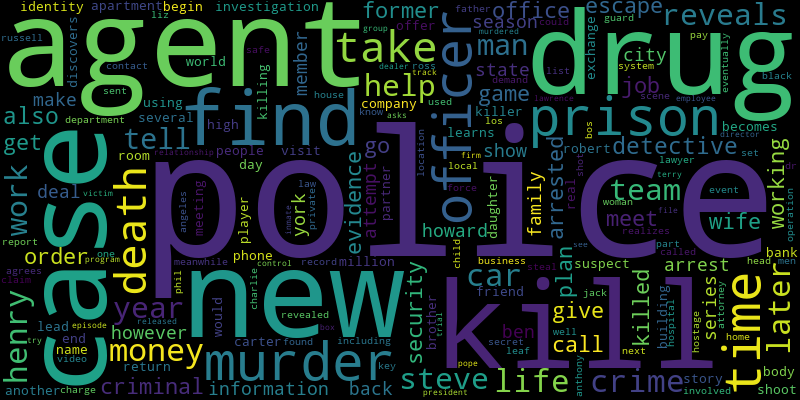 identity apartment begin investigation former office escape father liz
agent drug
russell discovers contact world killing member take offer season man reveals exchange guard could murdered
safe group dealer ross track help state city pay eventually
sent make also department using several find officer company used game job list system black
high house demand killer prison lawrence scene employee
get tell know asks learns becomes director
room relationship people visit go los show robert detective bos set
case police new kill
work deal victim death day evidence attempt partner location firm local arrested real shot lawyer terry team event working dr operation
report angeles meeting player law private inmate york force daughter family woman file meet realizes wife
order one program phone howard child see part called bank head men
agrees claim henry meanwhile phil control record million business plan suspect arrest time later
year charlie revealed security brother car friend jack killed building hospital hostage series attorney
try lead episode however would trial steal give
end released carter found box ben well secret call next home
name money murder including leaf
video return key pope steve life anthony crime story body
another charge criminal information back president involved shoot